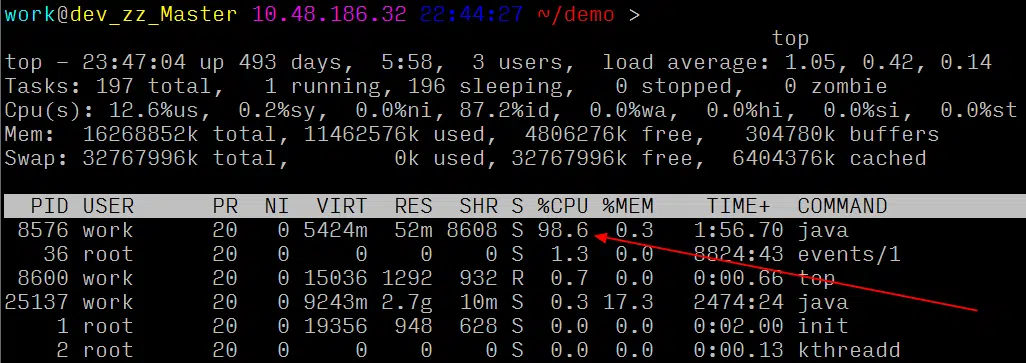 work@dev_zz_Master 10.48.186.32 22:44:27 ~/demo >
top
top - 23:47:04 up 493 days,  5:58,  3 users,  load average: 1.05, 0.42, 0.14
Tasks: 197 total,   1 running, 196 sleeping,   0 stopped,   0 zombie
Cpu(s): 12.6%us,  0.2%sy,  0.0%ni, 87.2%id,  0.0%wa,  0.0%hi,  0.0%si,  0.0%st
Mem:  16268852k total, 11462576k used,  4806276k free,   304780k buffers
Swap: 32767996k total,        0k used, 32767996k free,  6404376k cached
PID USER      PR  NI  VIRT  RES  SHR S %CPU %MEM    TIME+  COMMAND
8576 work      20   0 5424m  52m 8608 S 98.6  0.3   1:56.70 java
36 root      20   0     0    0    0 S  1.3  0.0   8824:43 events/1
8600 work      20   0 15036 1292  932 R  0.7  0.0   0:00.66 top
25137 work      20   0 9243m 2.7g  10m S  0.3 17.3   2474:24 java
1 root      20   0 19356  948  628 S  0.0  0.0   0:02.00 init
2 root      20   0     0    0    0 S  0.0  0.0   0:00.13 kthreadd